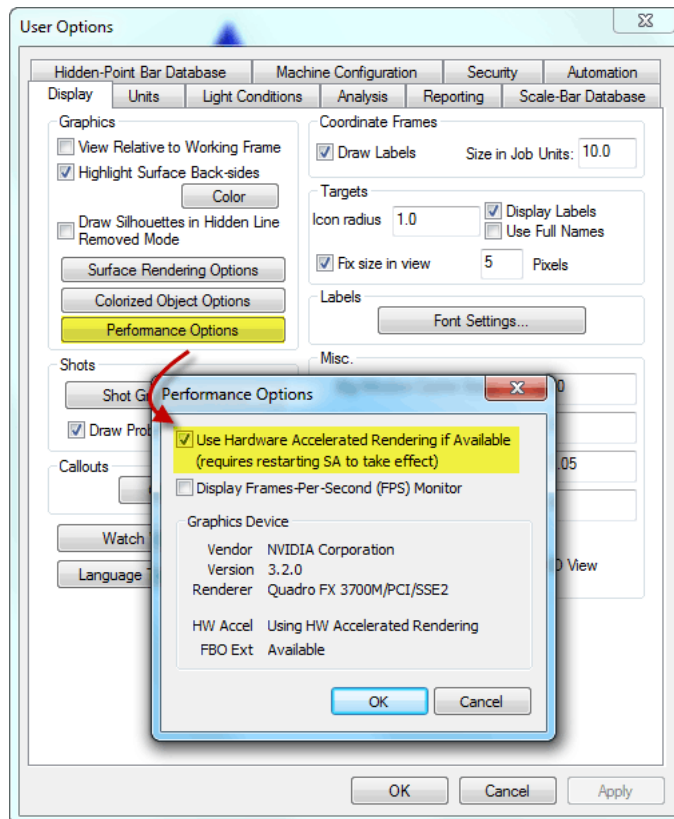 User Options
Hidden-Point Bar Database
Machine Configuration
Security
Automation
Display
Units
Light Conditions
Analysis
Reporting
Scale-Bar Database
Graphics
View Relative to Working Frame
Highlight Surface Back-sides
Color
Draw Silhouettes in Hidden Line
Removed Mode
Surface Rendering Options
Colorized Object Options
Performance Options
Coordinate Frames
Draw Labels
Size in Job Units: 10.0
Targets
Icon radius 1.0
Display Labels
Use Full Names
Fix size in view
5 Pixels
Labels
Font Settings...
Shots
Shot
Draw
Callouts
Watch
Language
Misc.
0
.05
View
Performance Options
Use Hardware Accelerated Rendering if Available
(requires restarting SA to take effect)
Display Frames-Per-Second (FPS) Monitor
Graphics Device
Vendor NVIDIA Corporation
Version 3.2.0
Renderer Quadro FX 3700M/PCI/SSE2
HW Accel Using HW Accelerated Rendering
FBO Ext Available
OK
Cancel
OK
Cancel
Apply